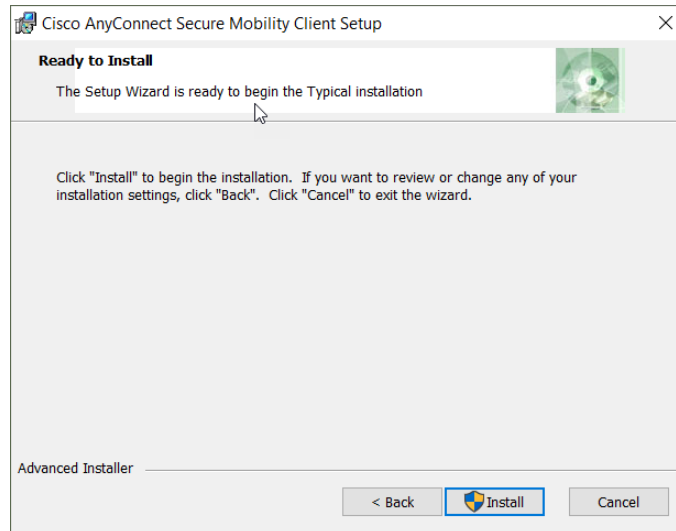 Cisco AnyConnect Secure Mobility Client Setup
Ready to Install
The Setup Wizard is ready to begin the Typical installation
Click "Install" to begin the installation.  If you want to review or change any of your
installation settings, click "Back".  Click "Cancel" to exit the wizard.
Advanced Installer
< Back
Install
Cancel